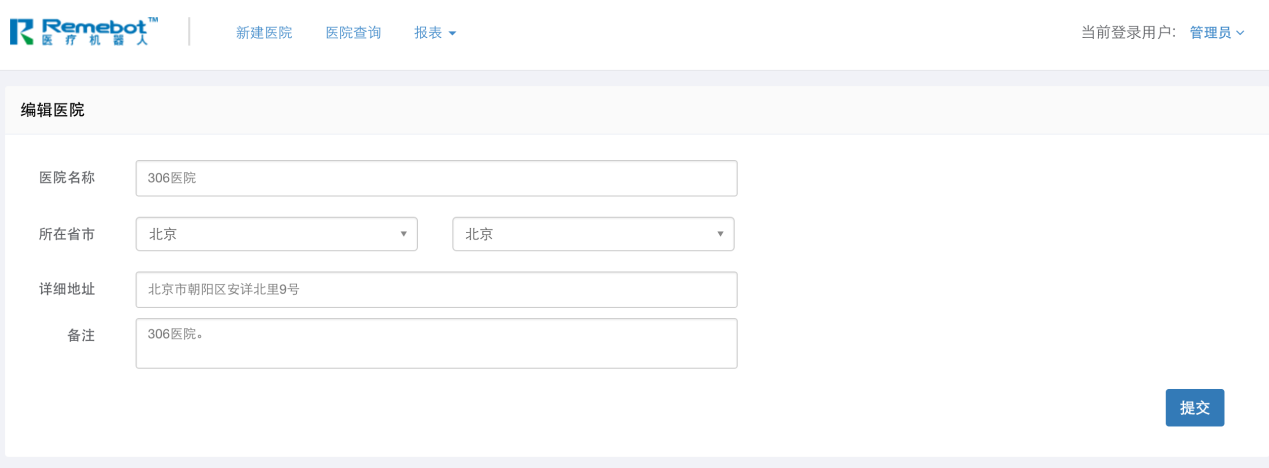 Remebot™
医疗机器人
新建医院 医院查询 报表
当前登录用户: 管理员
编辑医院
医院名称 306医院
所在省市 北京 北京
详细地址 北京市朝阳区安详北里9号
备注 306医院。
提交